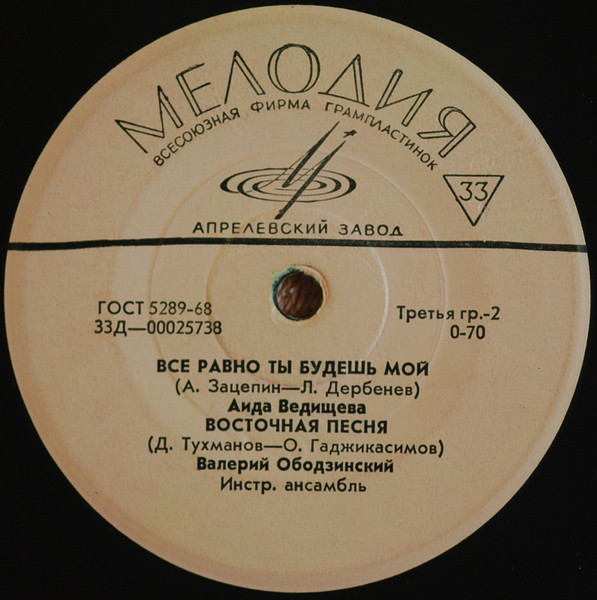 МЕЛОДИЯ
ВСЕСОЮЗНАЯ ФИРМА ГРАМПЛАСТИНОК
33
АПРЕЛЕВСКИЙ ЗАВОД
ГОСТ 5289-68
33Д—00025738
Третья гр.-2
0-70
ВСЕ РАВНО ТЫ БУДЕШЬ МОЙ
(А. Зацепин—Л. Дербенев)
Аида Ведищева
ВОСТОЧНАЯ ПЕСНЯ
(Д. Тухманов—О. Гаджикасимов)
Валерий Ободзинский
Инстр. ансамбль